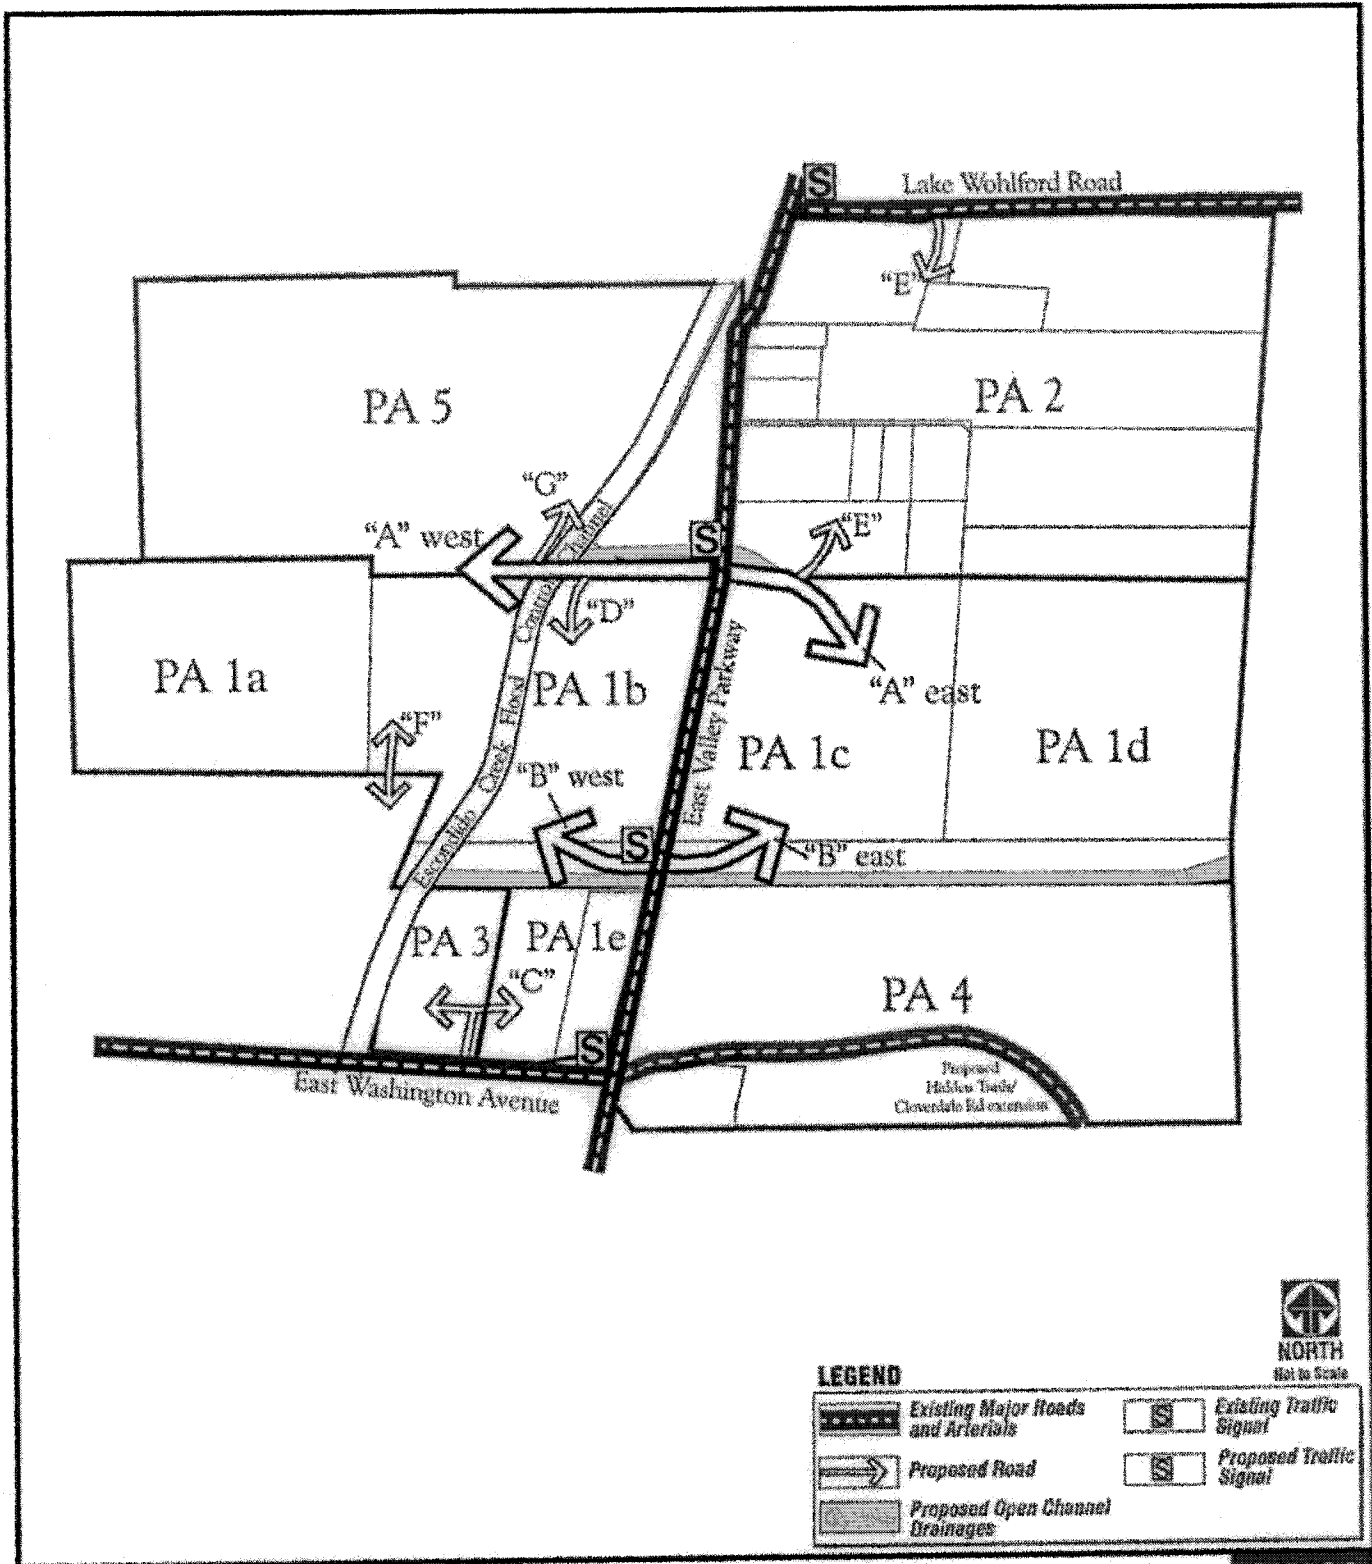 S
Lake Wohlford Road
"E"
PA 5
PA 2
"G"
"A" west
S
"E"
"D"
PA 1a
PA 1b
"A" east
"F"
East Valley Parkway
PA 1c
PA 1d
"B" west
Escondido Creek Flood Control Channel
S
"B" east
PA 3
PA 1e
"C"
PA 4
S
East Washington Avenue
Proposed
Hidden Trails/
Cloverdale Rd extension
NORTH
Not to Scale
LEGEND
Existing Major Roads
and Arterials
S
Existing Traffic
Signal
Proposed Road
S
Proposed Traffic
Signal
Proposed Open Channel
Drainages